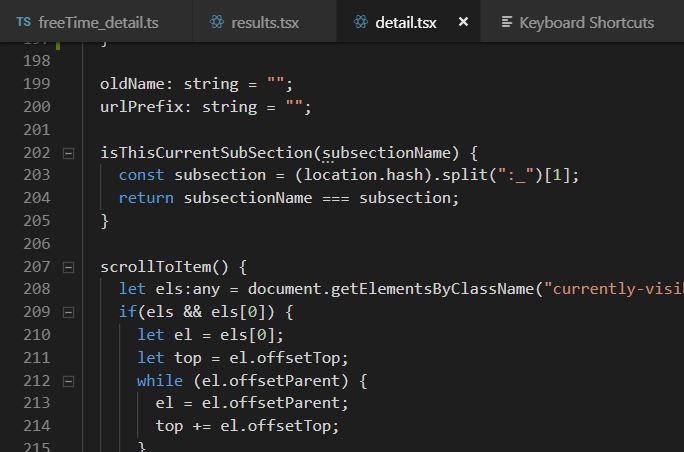 TS freeTime_detail.ts results.tsx detail.tsx × Keyboard Shortcuts
197 }
198
199 oldName: string = "";
200 urlPrefix: string = "";
201
202 isThisCurrentSubSection(subsectionName) {
203 const subsection = (location.hash).split(":_")[1];
204 return subsectionName === subsection;
205 }
206
207 scrollToItem() {
208 let els:any = document.getElementsByClassName("currently-visi
209 if(els && els[0]) {
210 let el = els[0];
211 let top = el.offsetTop;
212 while (el.offsetParent) {
213 el = el.offsetParent;
214 top += el.offsetTop;
215 }